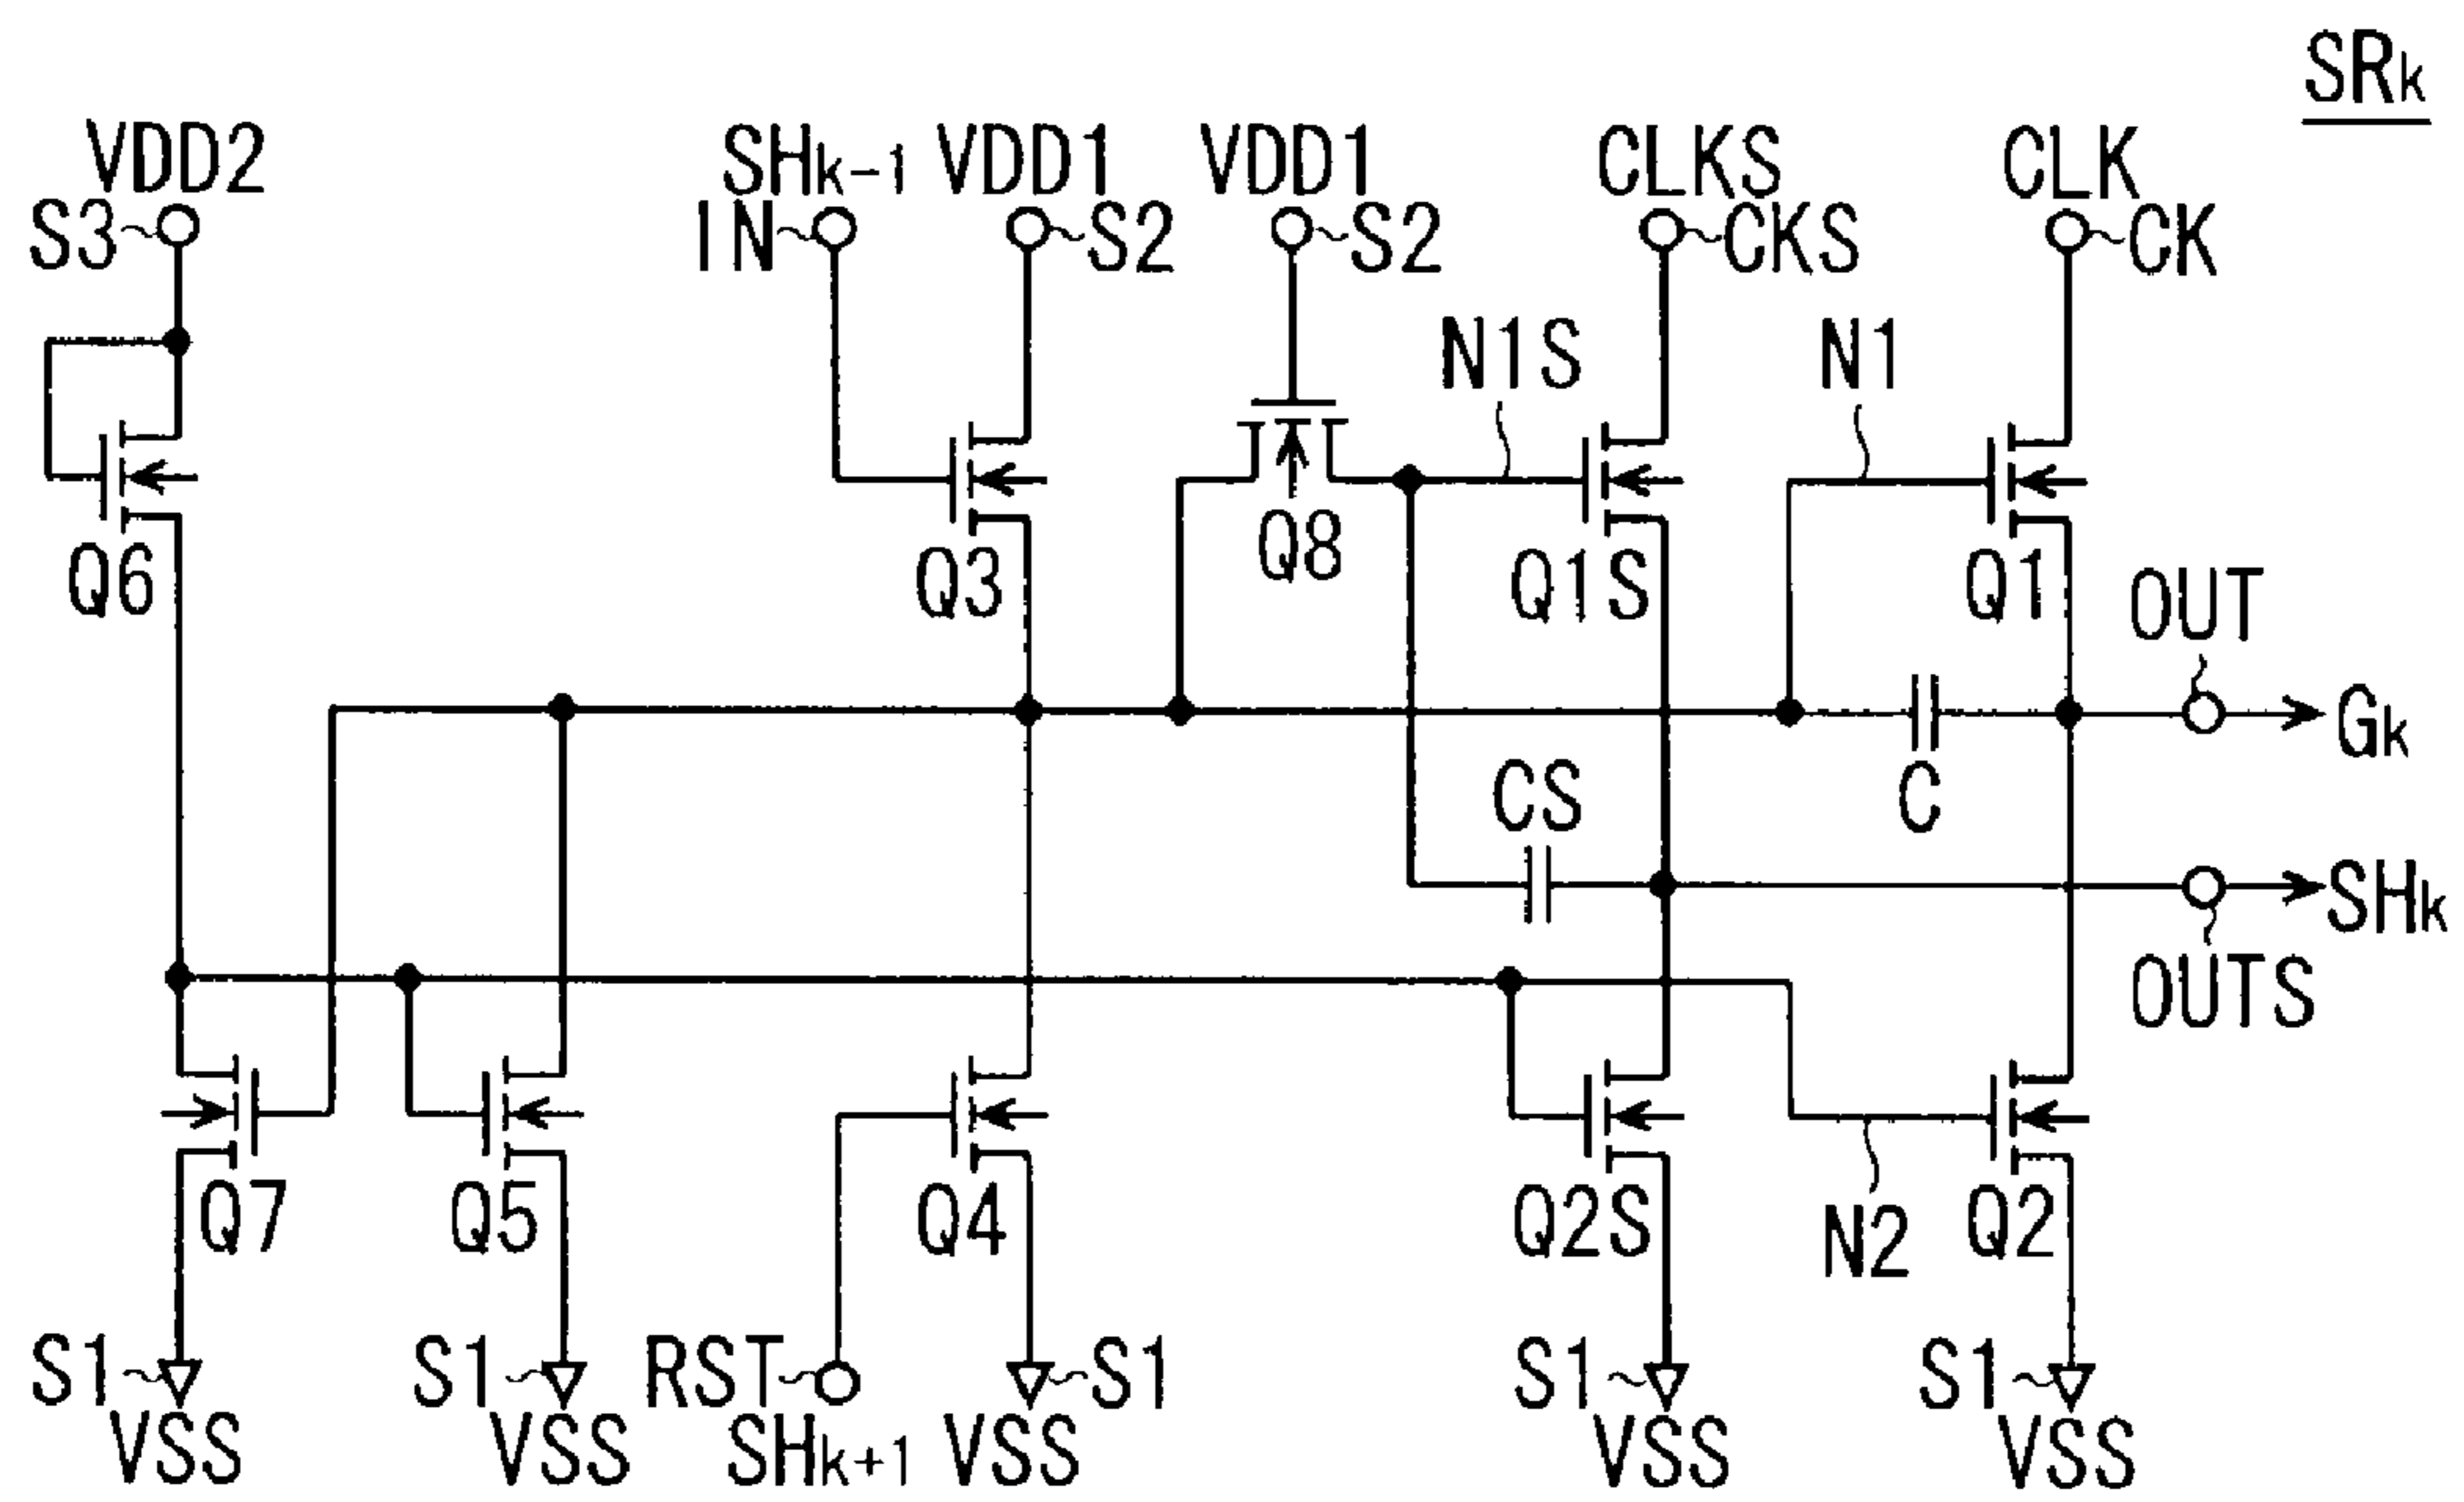 SRk
VDD2 SHk-1 VDD1 VDD1 CLKS CLK
S3 IN S2 S2 CKS CK
N1S N1
Q6 Q3 Q8 Q1S Q1
OUT
Gk
CS C
SHk
OUTS
Q7 Q5 Q4 Q2S N2 Q2
S1 S1 RST S1 S1 S1
VSS VSS SHk+1 VSS VSS VSS